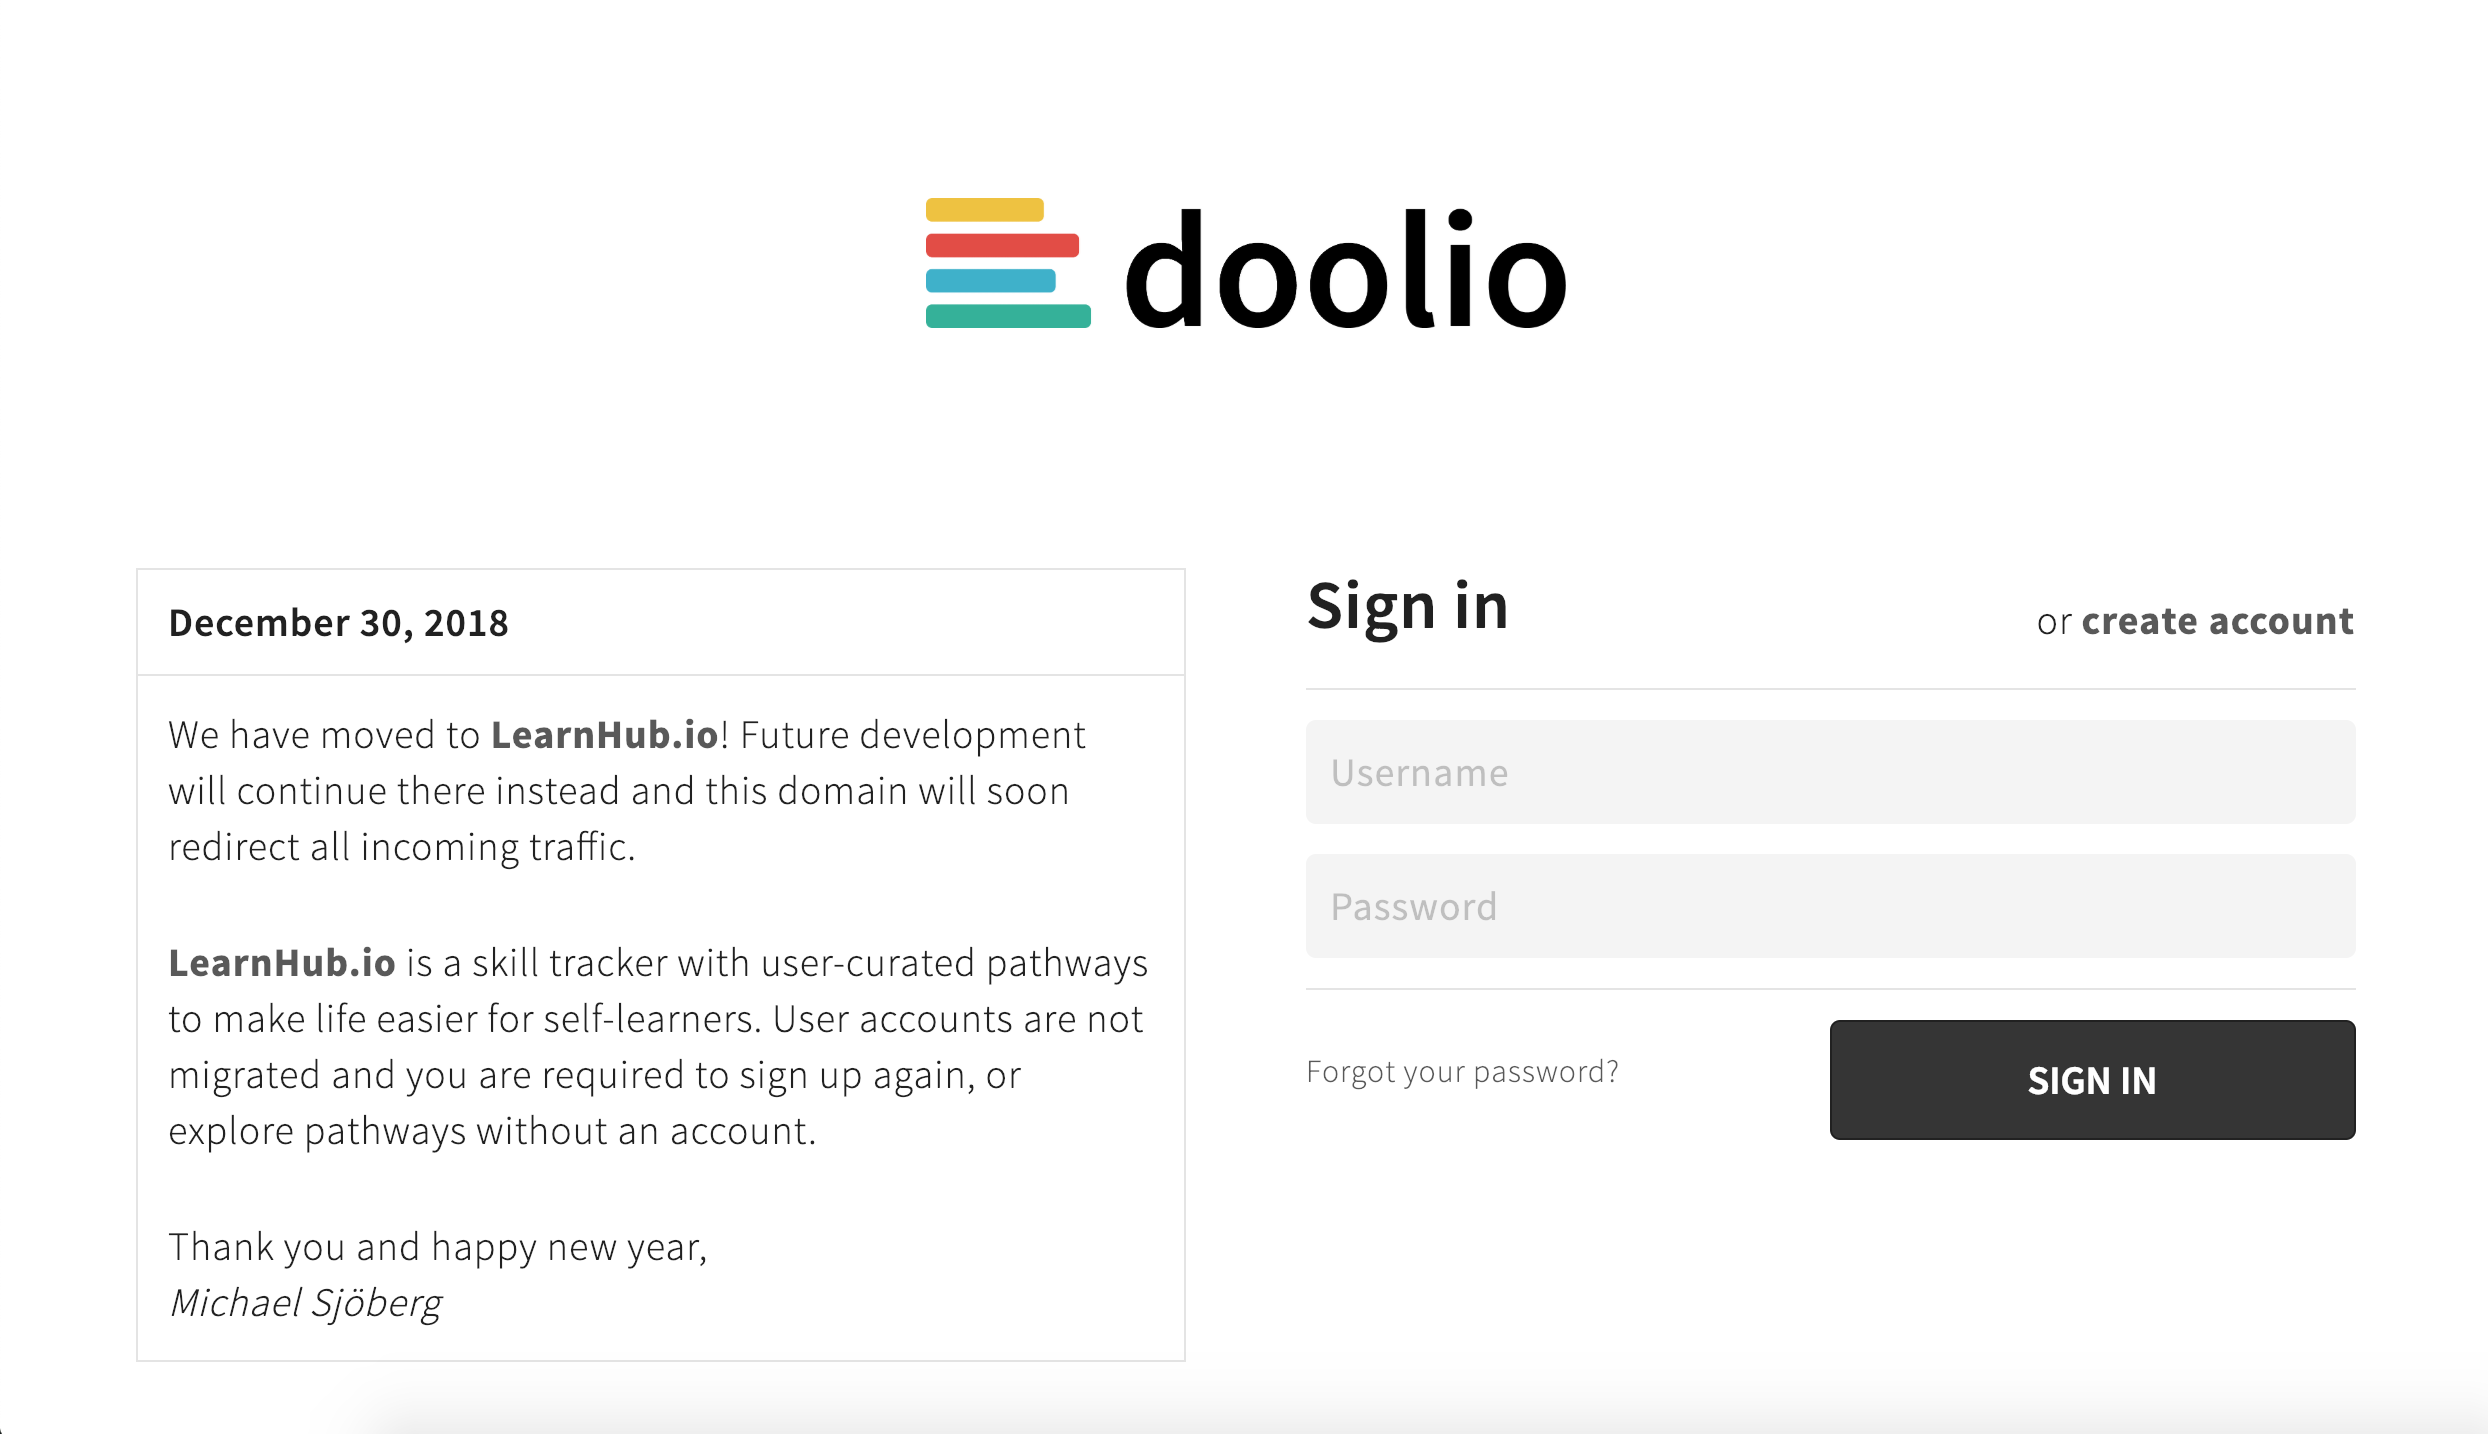 doolio
December 30, 2018
We have moved to LearnHub.io! Future development
will continue there instead and this domain will soon
redirect all incoming traffic.
LearnHub.io is a skill tracker with user-curated pathways
to make life easier for self-learners. User accounts are not
migrated and you are required to sign up again, or
explore pathways without an account.
Thank you and happy new year,
Michael Sjöberg
Sign in
or create account
Username
Password
Forgot your password?
SIGN IN